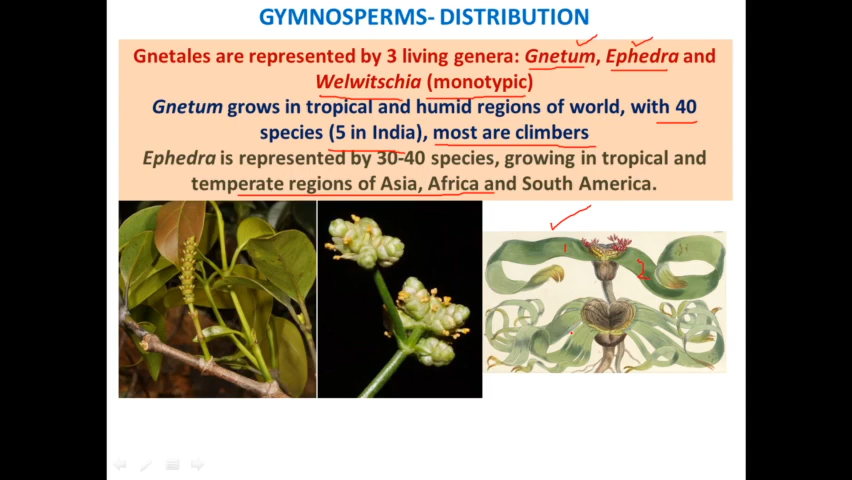 GYMNOSPERMS- DISTRIBUTION
Gnetales are represented by 3 living genera: Gnetum, Ephedra and
Welwitschia (monotypic)
Gnetum grows in tropical and humid regions of world, with 40
species (5 in India), most are climbers
Ephedra is represented by 30-40 species, growing in tropical and
temperate regions of Asia, Africa and South America.
1
2